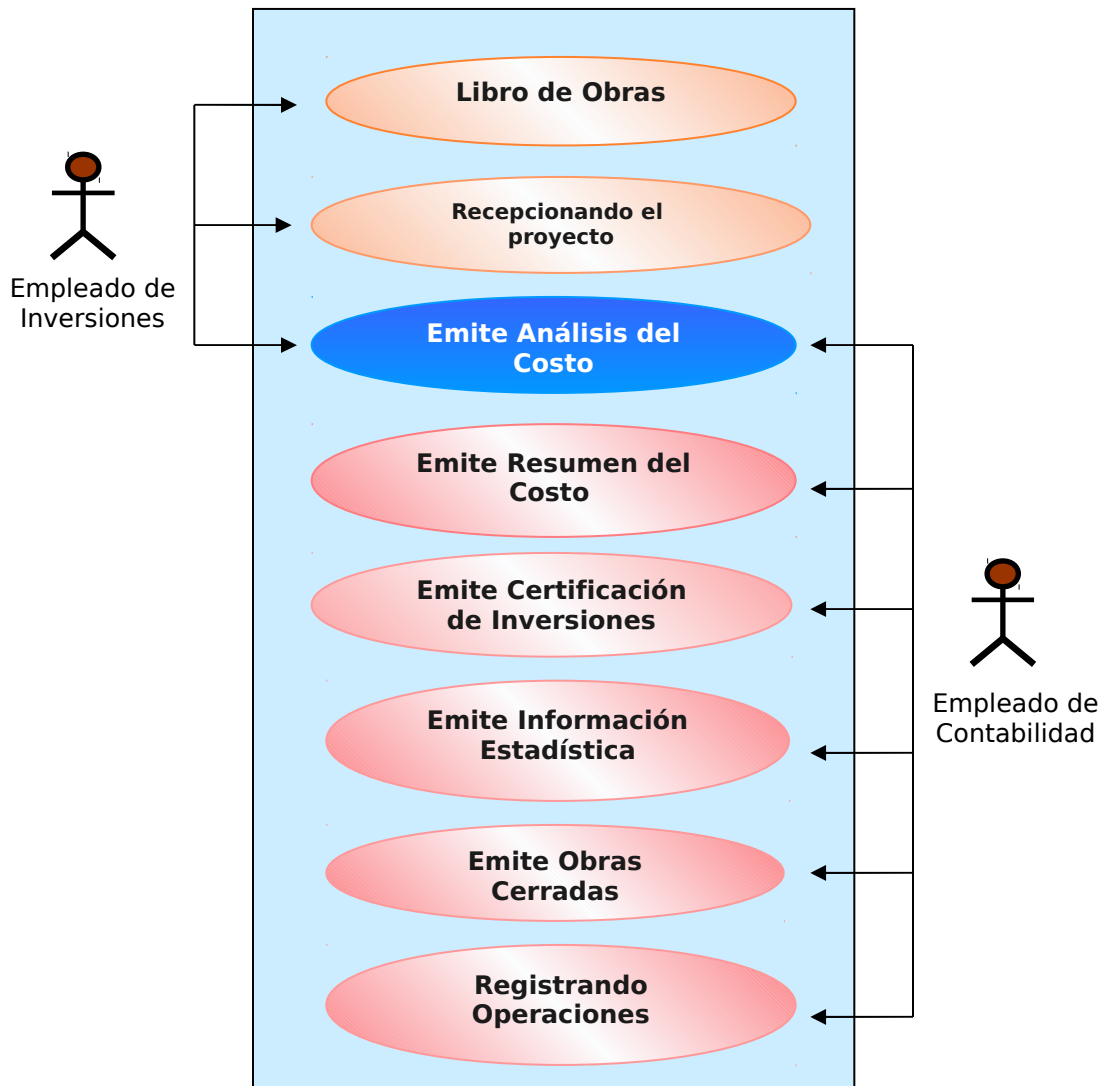 Libro de Obras
Recepcionando el
proyecto
Empleado de
Inversiones
Emite Análisis del
Costo
Emite Resumen del
Costo
Emite Certificación
de Inversiones
Emite Información
Estadística
Empleado de
Contabilidad
Emite Obras
Cerradas
Registrando
Operaciones